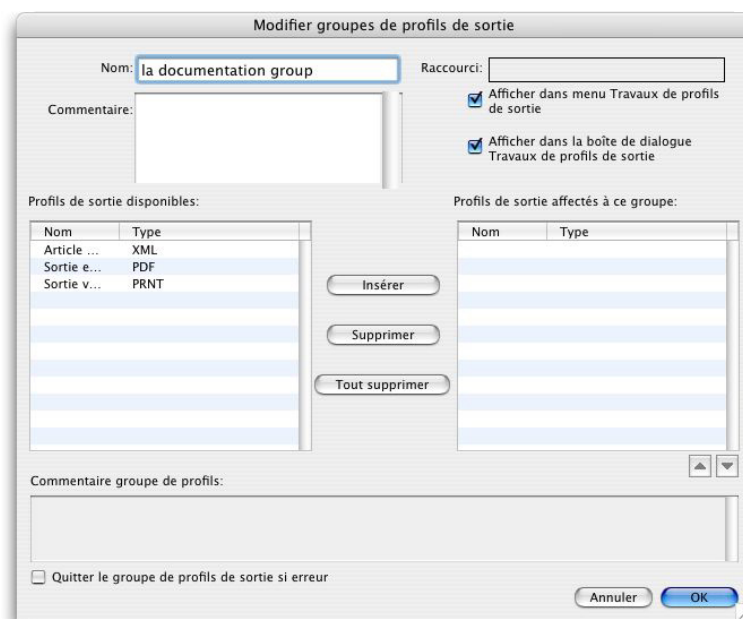 Modifier groupes de profils de sortie
Nom: la documentation group
Raccourci:
Commentaire:
Afficher dans menu Travaux de profils
de sortie
Afficher dans la boîte de dialogue
Travaux de profils de sortie
Profils de sortie disponibles:
Profils de sortie affectés à ce groupe:
Nom Type
Article ... XML
Sortie e... PDF
Sortie v... PRNT
Nom Type
Insérer
Supprimer
Tout supprimer
Commentaire groupe de profils:
Quitter le groupe de profils de sortie si erreur
Annuler OK